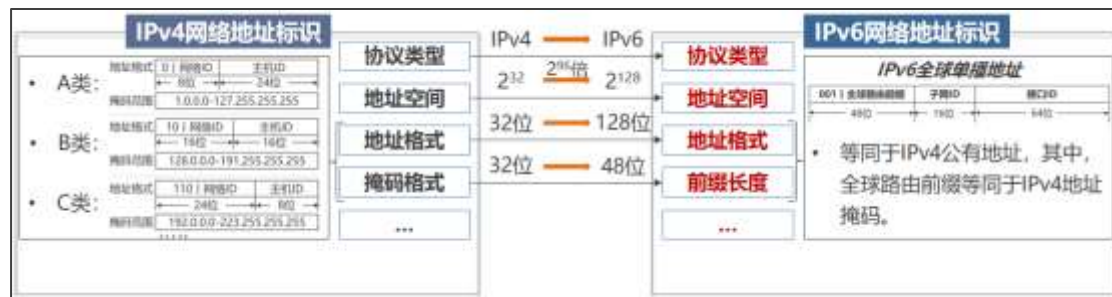 IPv4网络地址标识
• A类：
地址格式 0 | 网络ID 主机ID
8位 24位
掩码范围 1.0.0.0-127.255.255.255
• B类：
地址格式 10 | 网络ID 主机ID
16位 16位
掩码范围 128.0.0.0-191.255.255.255
• C类：
地址格式 110 | 网络ID 主机ID
24位 8位
掩码范围 192.0.0.0-223.255.255.255
协议类型
地址空间
地址格式
掩码格式
...
IPv4 IPv6
2³² 2⁹⁶倍 2¹²⁸
32位 128位
32位 48位
协议类型
地址空间
地址格式
前缀长度
...
IPv6网络地址标识
IPv6全球单播地址
001 | 全球路由前缀 子网ID 接口ID
48位 16位 64位
• 等同于IPv4公有地址，其中，
全球路由前缀等同于IPv4地址
掩码。